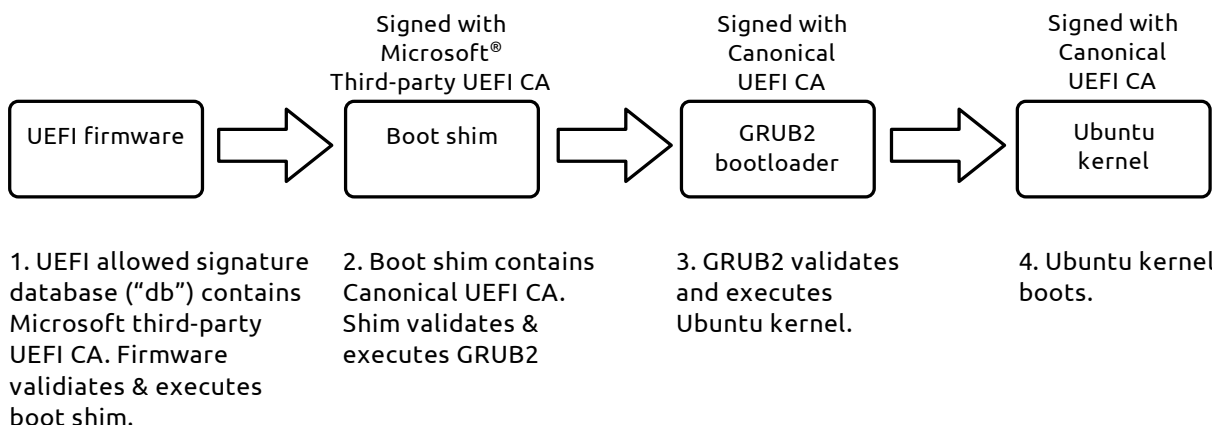 Signed with
Microsoft®
Third-party UEFI CA
Signed with
Canonical
UEFI CA
Signed with
Canonical
UEFI CA
UEFI firmware
Boot shim
GRUB2
bootloader
Ubuntu
kernel
1. UEFI allowed signature
database (“db”) contains
Microsoft third-party
UEFI CA. Firmware
validiates & executes
boot shim.
2. Boot shim contains
Canonical UEFI CA.
Shim validates &
executes GRUB2
3. GRUB2 validates
and executes
Ubuntu kernel.
4. Ubuntu kernel
boots.